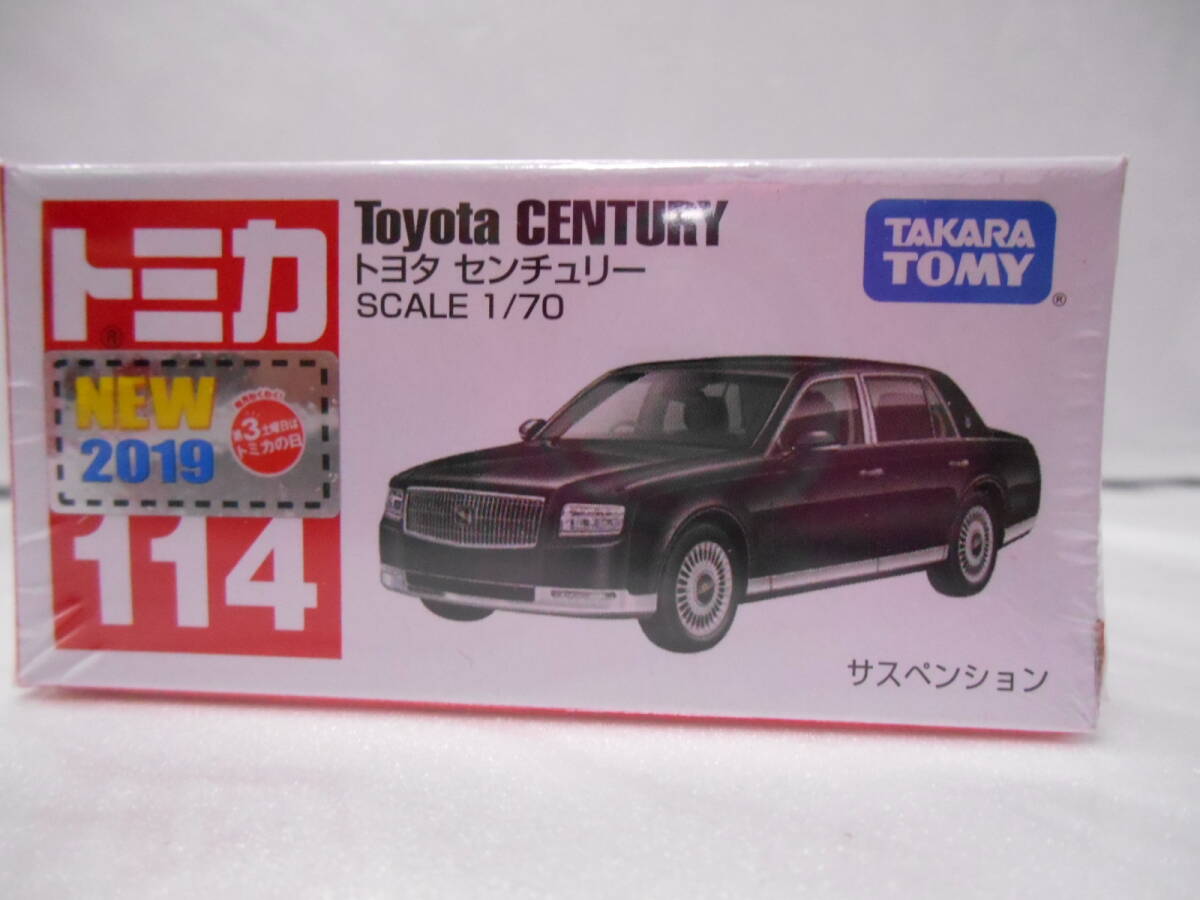 トミカ
®
NEW
2019
第3土曜日は
トミカの日
114
Toyota CENTURY
トヨタ センチュリー
SCALE 1/70
TAKARA
TOMY
®
サスペンション